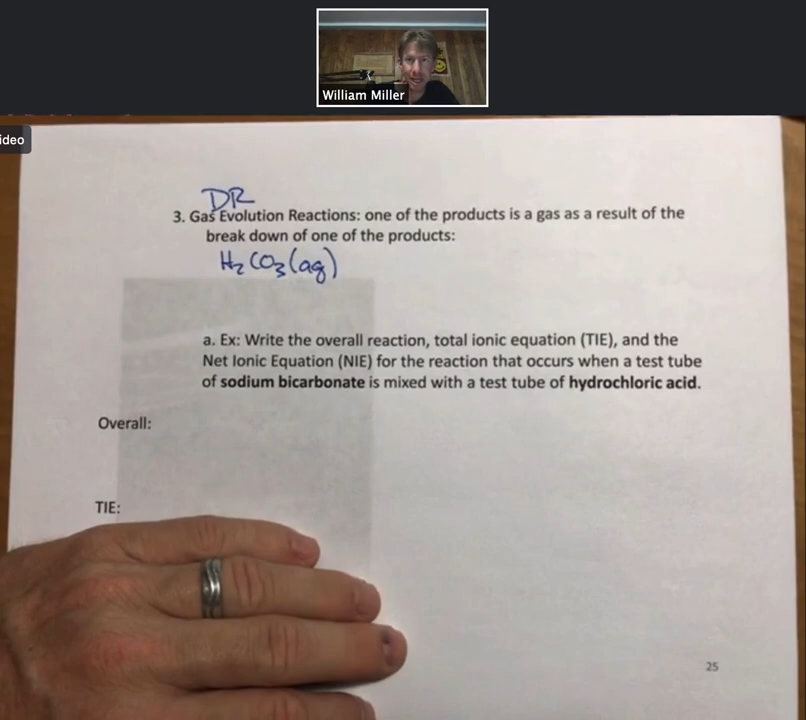 William Miller
ideo
DR
3. Gas Evolution Reactions: one of the products is a gas as a result of the
break down of one of the products:
H₂CO₃(aq)
a. Ex: Write the overall reaction, total ionic equation (TIE), and the
Net Ionic Equation (NIE) for the reaction that occurs when a test tube
of sodium bicarbonate is mixed with a test tube of hydrochloric acid.
Overall:
TIE:
25